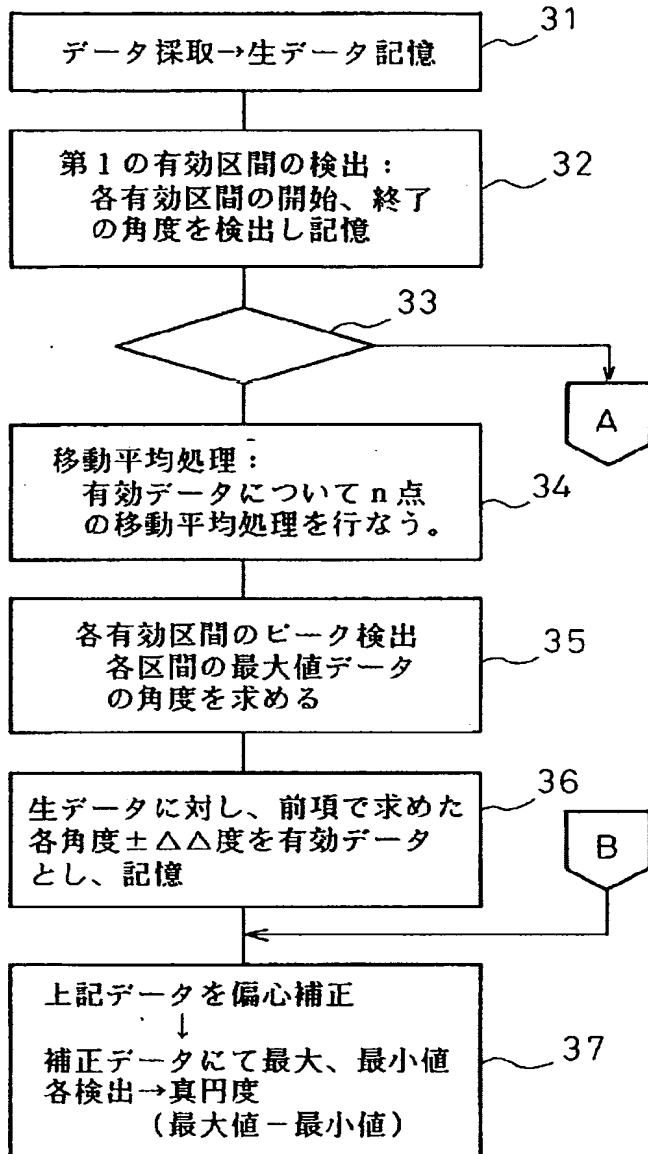 31
データ採取→生データ記憶
32
第1の有効区間の検出：
各有効区間の開始、終了
の角度を検出し記憶
33
A
移動平均処理：
有効データについてn点
の移動平均処理を行なう。
34
各有効区間のピーク検出
各区間の最大値データ
の角度を求める
35
36
生データに対し、前項で求めた
各角度±△△度を有効データ
とし、記憶
B
上記データを偏心補正
↓
補正データにて最大、最小値
各検出→真円度
（最大値－最小値）
37